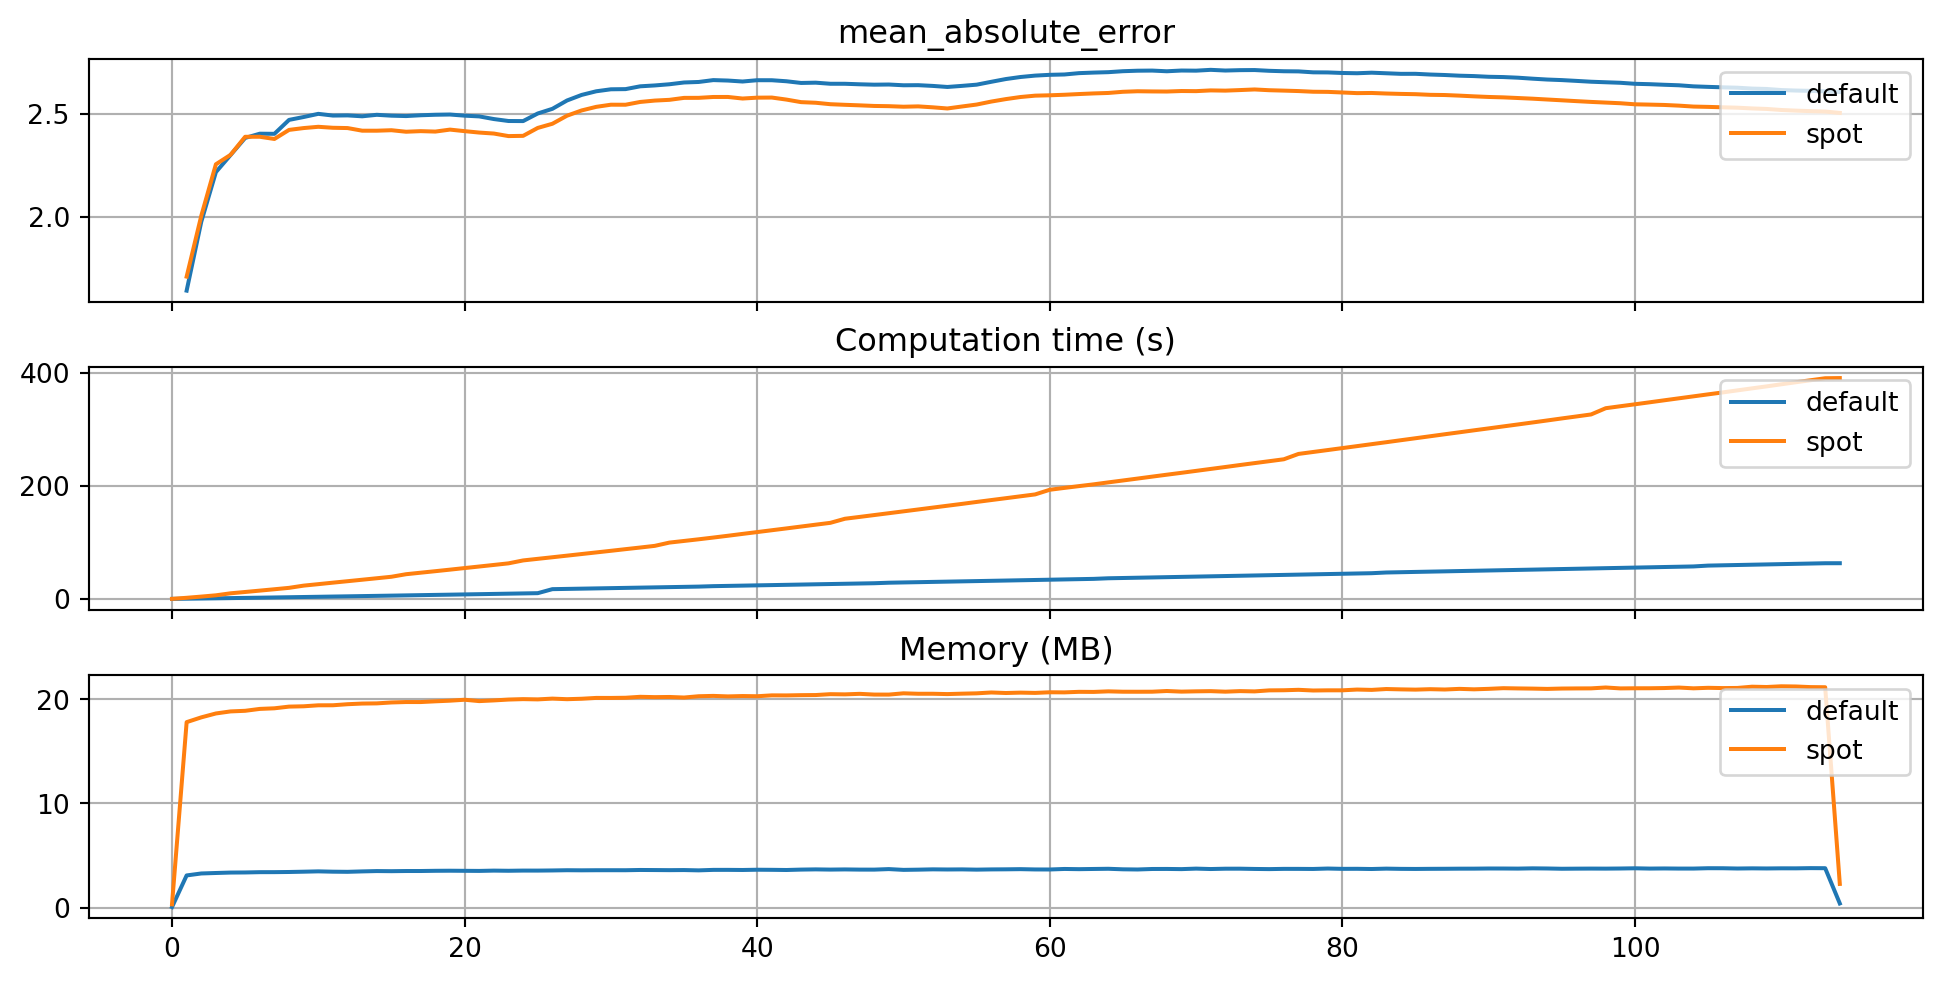 mean_absolute_error
2.5
2.0
default
spot
Computation time (s)
400
200
0
default
spot
Memory (MB)
20
10
0
default
spot
0 20 40 60 80 100